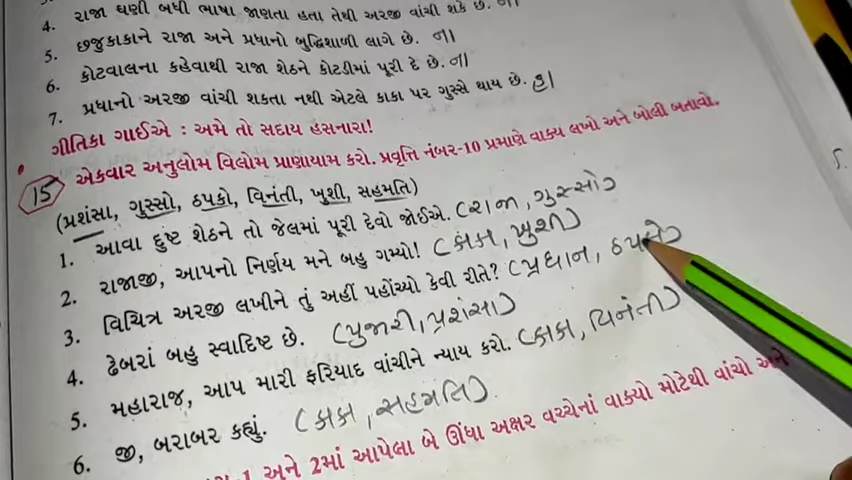 4. રાજા ઘણી બધી ભાષા જાણતા હતા તેથી અરજી વાંચી શકે છે. ના
5. છજુકાકાને રાજા અને પ્રધાનો બુદ્ધિશાળી લાગે છે. ના
6. કોટવાલના કહેવાથી રાજા શેઠને કોટડીમાં પૂરી દે છે. ના
7. પ્રધાનો અરજી વાંચી શકતા નથી એટલે કાકા પર ગુસ્સે થાય છે. હા
ગીતિકા ગાઈએ : અમે તો સદાય હસનારા!
15 એકવાર અનુલોમ વિલોમ પ્રાણાયામ કરો. પ્રવૃત્તિ નંબર-10 પ્રમાણે વાક્ય લખો અને બોલી બતાવો.
(પ્રશંસા, ગુસ્સો, ઠપકો, વિનંતી, ખુશી, સહમતિ)
1. આવા દુષ્ટ શેઠને તો જેલમાં પૂરી દેવો જોઈએ. (રાજા, ગુસ્સો)
2. રાજાજી, આપનો નિર્ણય મને બહુ ગમ્યો! (કાકા, ખુશી)
3. વિચિત્ર અરજી લખીને તું અહીં પહોંચ્યો કેવી રીતે? (પ્રધાન, ઠપકો)
4. ઢેબરાં બહુ સ્વાદિષ્ટ છે. (પુજારી, પ્રશંસા)
5. મહારાજ, આપ મારી ફરિયાદ વાંચીને ન્યાય કરો. (કાકા, વિનંતી)
6. જી, બરાબર કહ્યું. (કાકા, સહમતિ)
1 અને 2માં આપેલા બે ઊંધા અક્ષર વચ્ચેનાં વાક્યો મોટેથી વાંચો અને